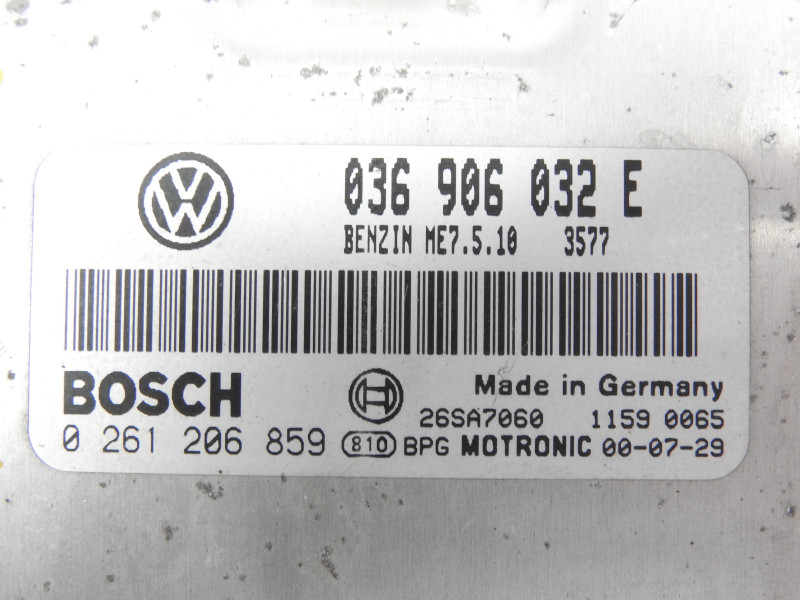 036 906 032 E
BENZIN ME7.5.10 3577
BOSCH
Made in Germany
26SA7060 1159 0065
0 261 206 859 810 BPG MOTRONIC 00-07-29